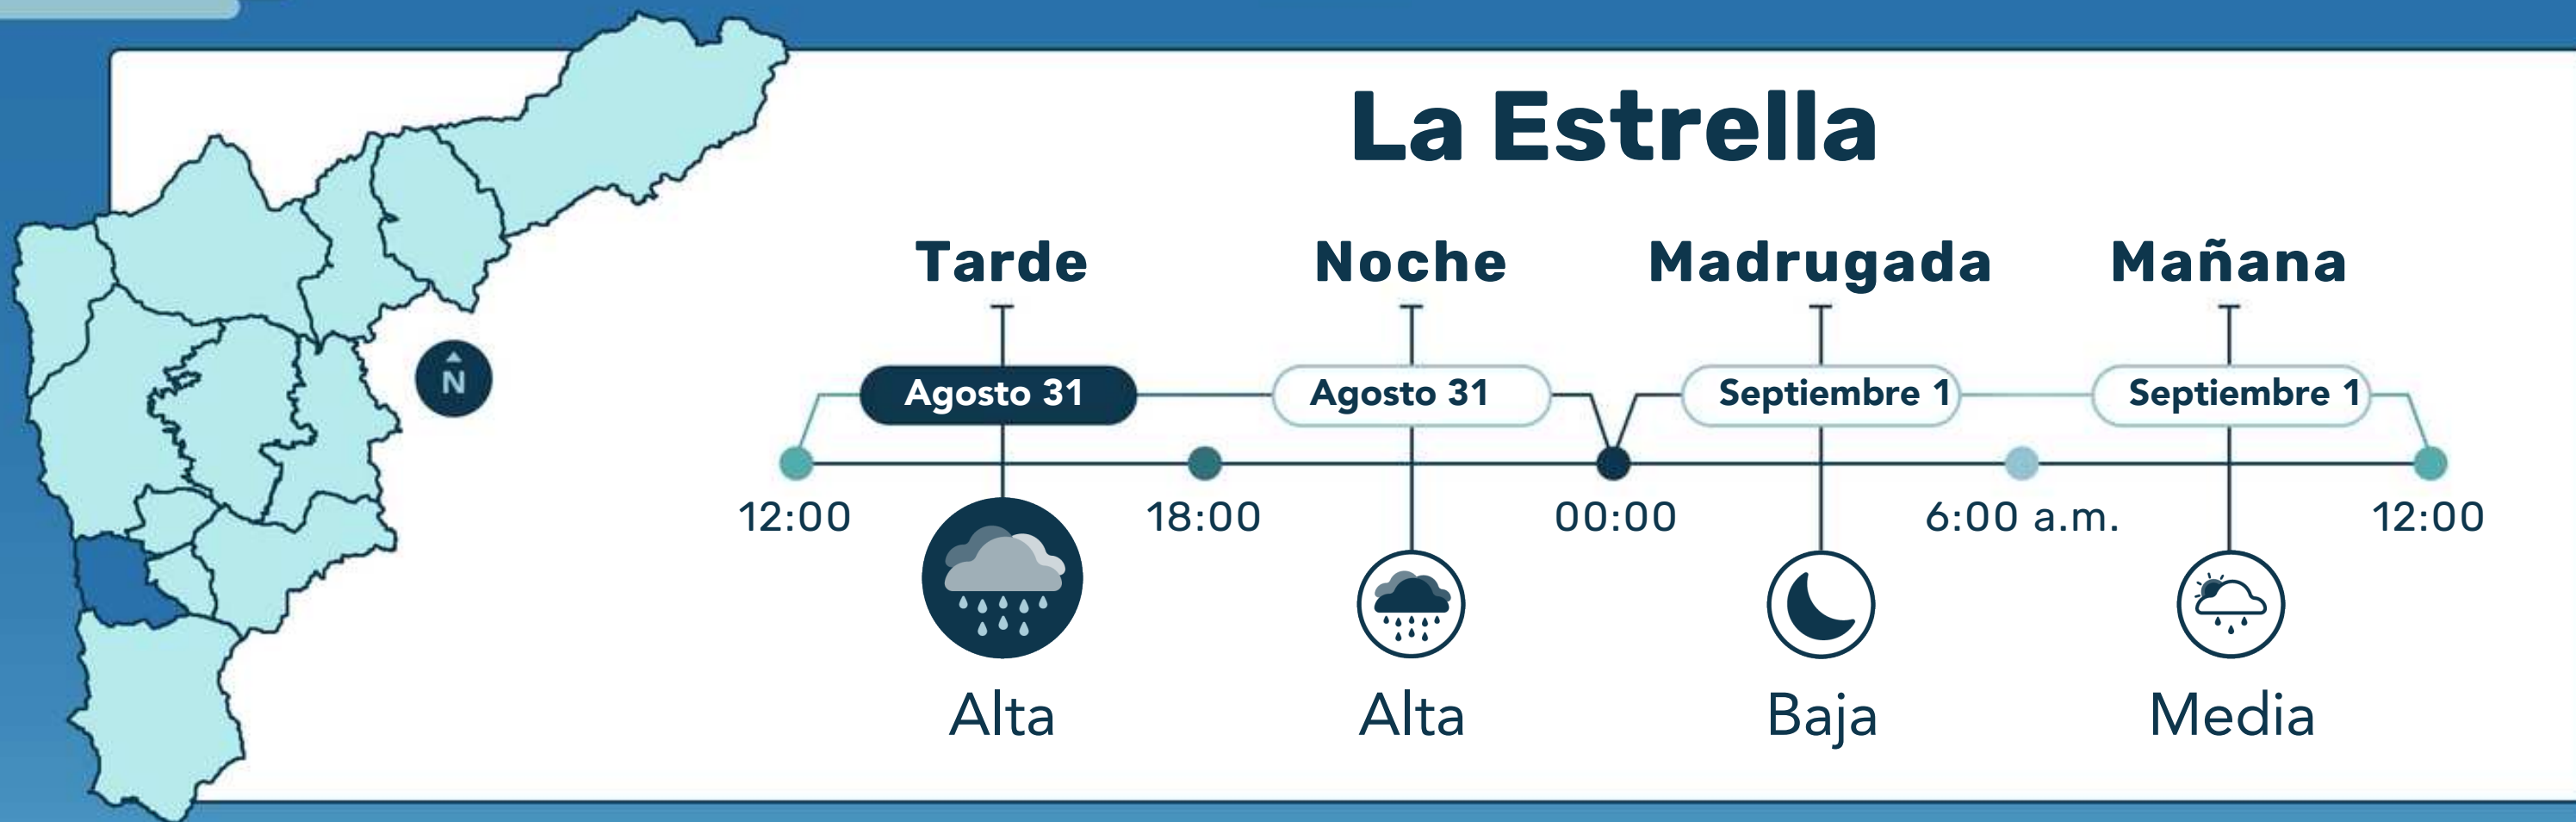 La Estrella
Tarde Noche Madrugada Mañana
Agosto 31 Agosto 31 Septiembre 1 Septiembre 1
N
12:00 18:00 00:00 6:00 a.m. 12:00
Alta Alta Baja Media